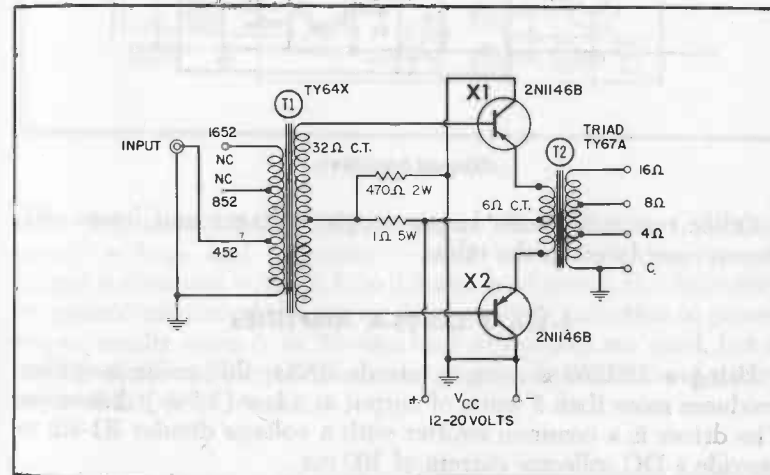 TY64X
T1
X1
2N1146B
TRIAD
TY67A
T2
INPUT
1652
NC
NC
852
452
32Ω C.T.
470Ω 2W
1Ω 5W
6Ω C.T.
16Ω
8Ω
4Ω
C
X2
2N1146B
+ VCC -
12-20 VOLTS